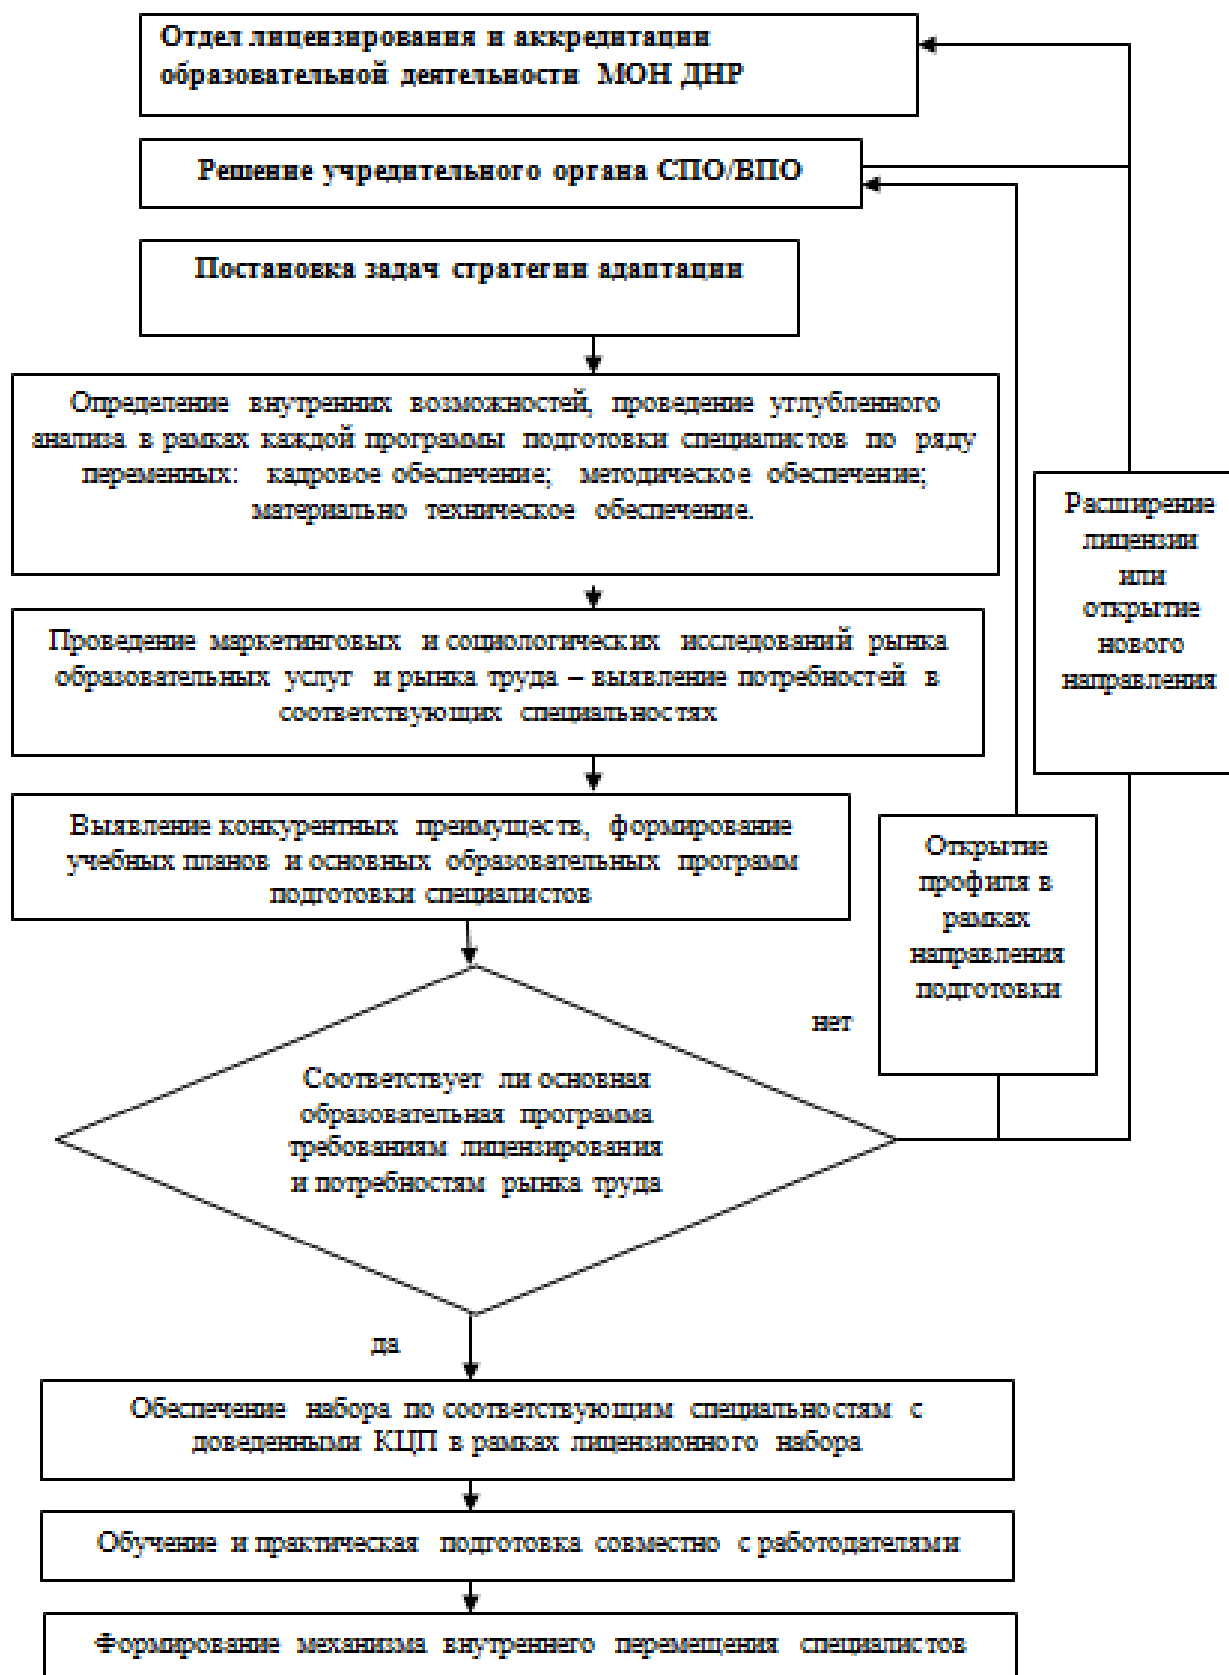 Отдел лицензирования и аккредитации
образовательной деятельности МОН ДНР
Решение учредительного органа СПО/ВПО
Постановка задач стратегии адаптации
Определение внутренних возможностей, проведение углубленного
анализа в рамках каждой программы подготовки специалистов по ряду
переменных: кадровое обеспечение; методическое обеспечение;
материально техническое обеспечение.
Проведение маркетинговых и социологических исследований рынка
образовательных услуг и рынка труда – выявление потребностей в
соответствующих специальностях
Выявление конкурентных преимуществ, формирование
учебных планов и основных образовательных программ
подготовки специалистов
Расширение
лицензии
или
открытие
нового
направления
Открытие
профиля в
рамках
направления
подготовки
нет
Соответствует ли основная
образовательная программа
требованиям лицензирования
и потребностям рынка труда
да
Обеспечение набора по соответствующим специальностям с
доведенными КЦП в рамках лицензионного набора
Обучение и практическая подготовка совместно с работодателями
Формирование механизма внутреннего перемещения специалистов